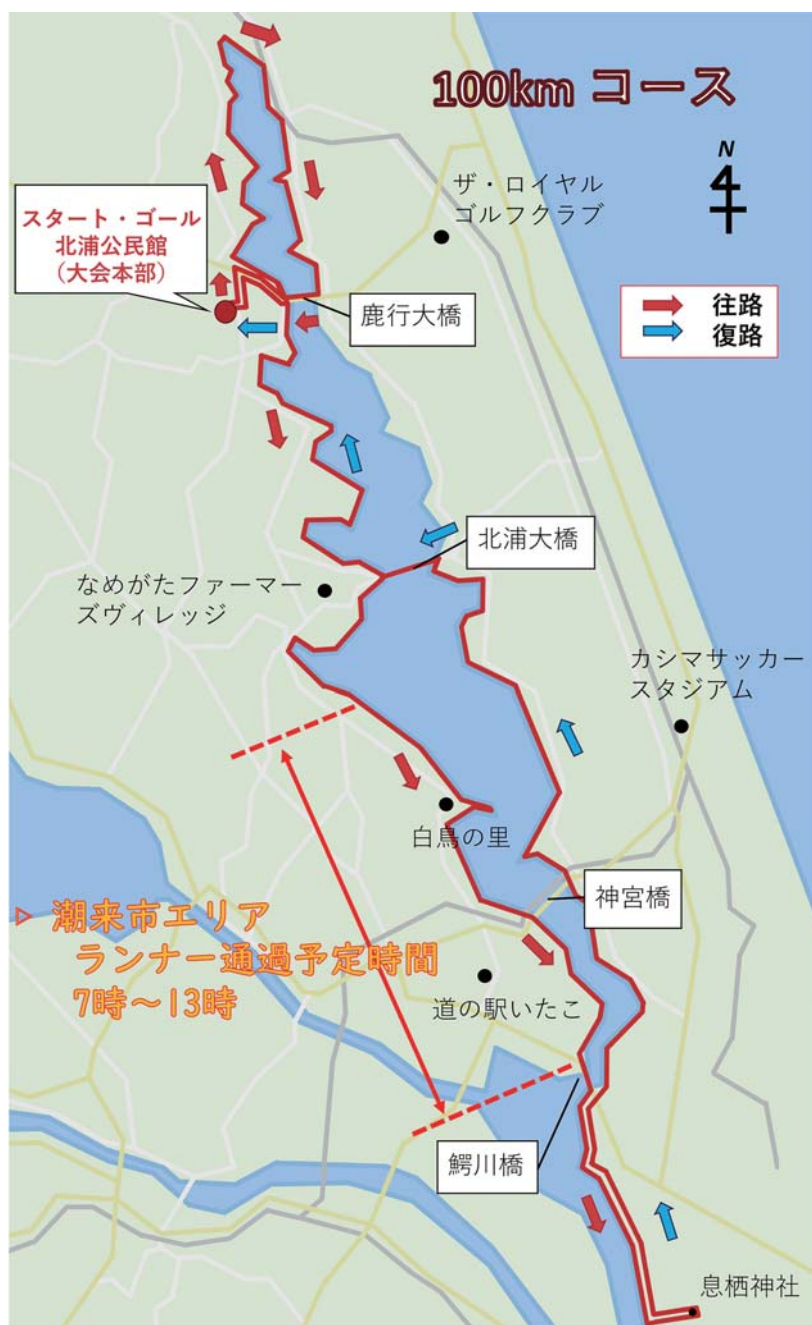 100km コース
N
ザ・ロイヤル
ゴルフクラブ
スタート・ゴール
北浦公民館
（大会本部）
往路
復路
鹿行大橋
北浦大橋
なめがたファーマー
ズヴィレッジ
カシマサッカー
スタジアム
白鳥の里
神宮橋
潮来市エリア
ランナー通過予定時間
7時～13時
道の駅いたこ
鰐川橋
息栖神社